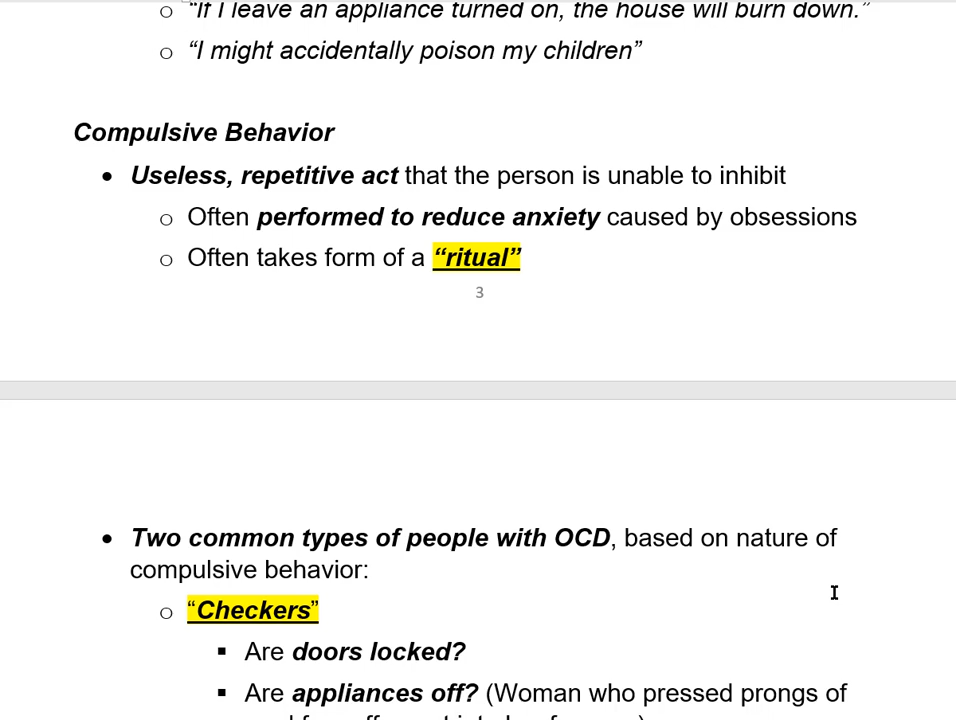 o "If I leave an appliance turned on, the house will burn down."
o “I might accidentally poison my children”
Compulsive Behavior
• Useless, repetitive act that the person is unable to inhibit
o Often performed to reduce anxiety caused by obsessions
o Often takes form of a “ritual”
3
• Two common types of people with OCD, based on nature of
compulsive behavior:
o “Checkers”
▪ Are doors locked?
▪ Are appliances off? (Woman who pressed prongs of